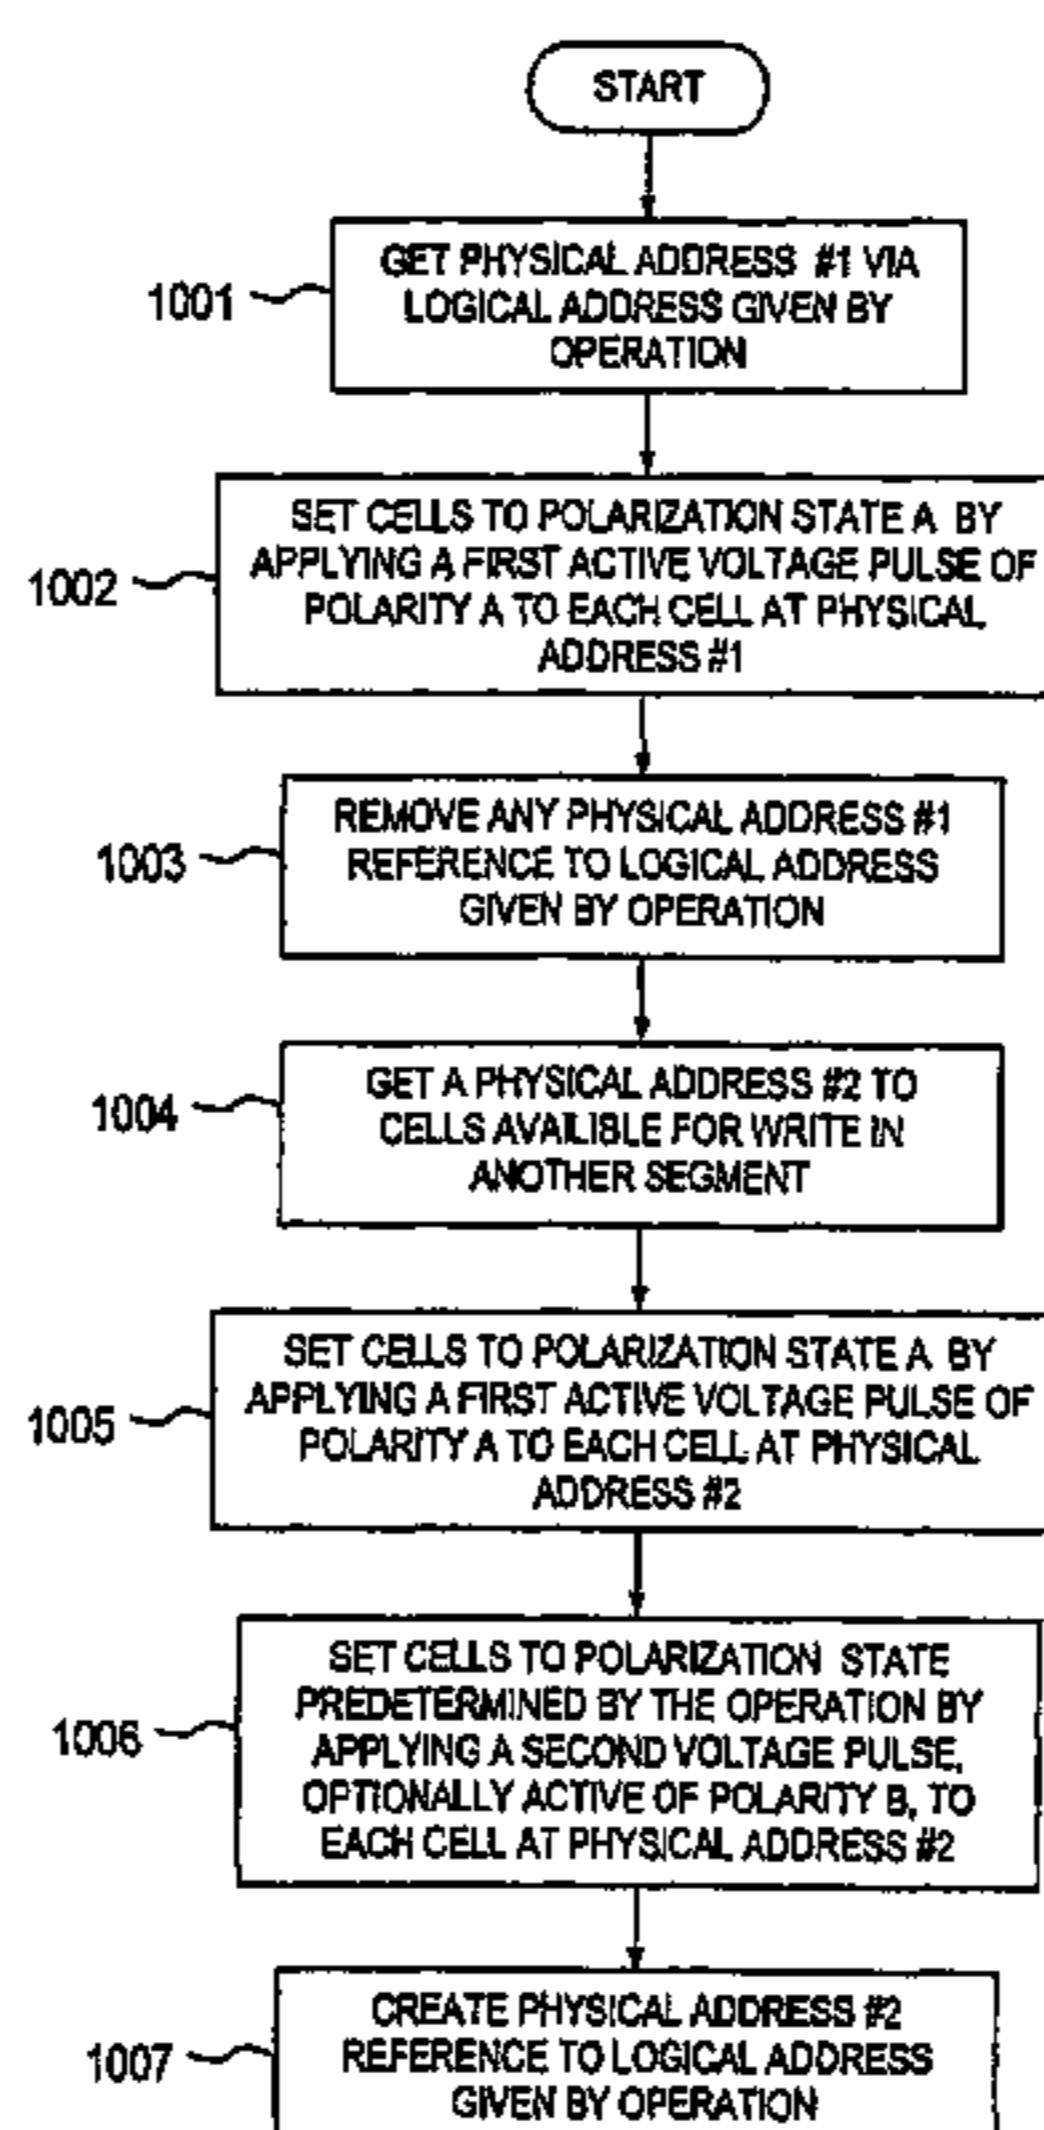 START
1001
GET PHYSICAL ADDRESS #1 VIA
LOGICAL ADDRESS GIVEN BY
OPERATION
1002
SET CELLS TO POLARIZATION STATE A BY
APPLYING A FIRST ACTIVE VOLTAGE PULSE OF
POLARITY A TO EACH CELL AT PHYSICAL
ADDRESS #1
1003
REMOVE ANY PHYSICAL ADDRESS #1
REFERENCE TO LOGICAL ADDRESS
GIVEN BY OPERATION
1004
GET A PHYSICAL ADDRESS #2 TO
CELLS AVAILIBLE FOR WRITE IN
ANOTHER SEGMENT
1005
SET CELLS TO POLARIZATION STATE A BY
APPLYING A FIRST ACTIVE VOLTAGE PULSE OF
POLARITY A TO EACH CELL AT PHYSICAL
ADDRESS #2
1006
SET CELLS TO POLARIZATION STATE
PREDETERMINED BY THE OPERATION BY
APPLYING A SECOND VOLTAGE PULSE,
OPTIONALLY ACTIVE OF POLARITY B, TO
EACH CELL AT PHYSICAL ADDRESS #2
1007
CREATE PHYSICAL ADDRESS #2
REFERENCE TO LOGICAL ADDRESS
GIVEN BY OPERATION